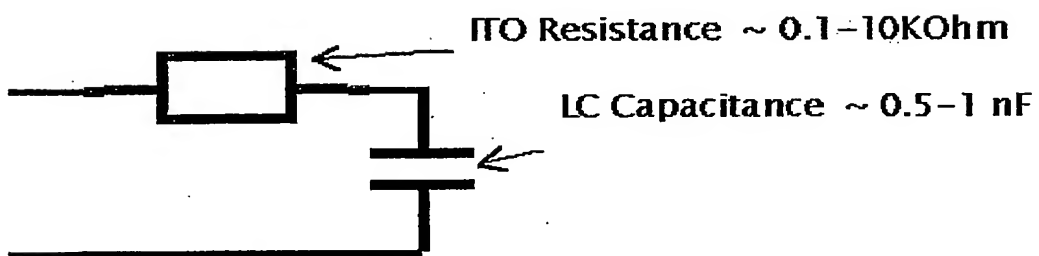 ITO Resistance ~ 0.1-10KOhm
LC Capacitance ~ 0.5-1 nF